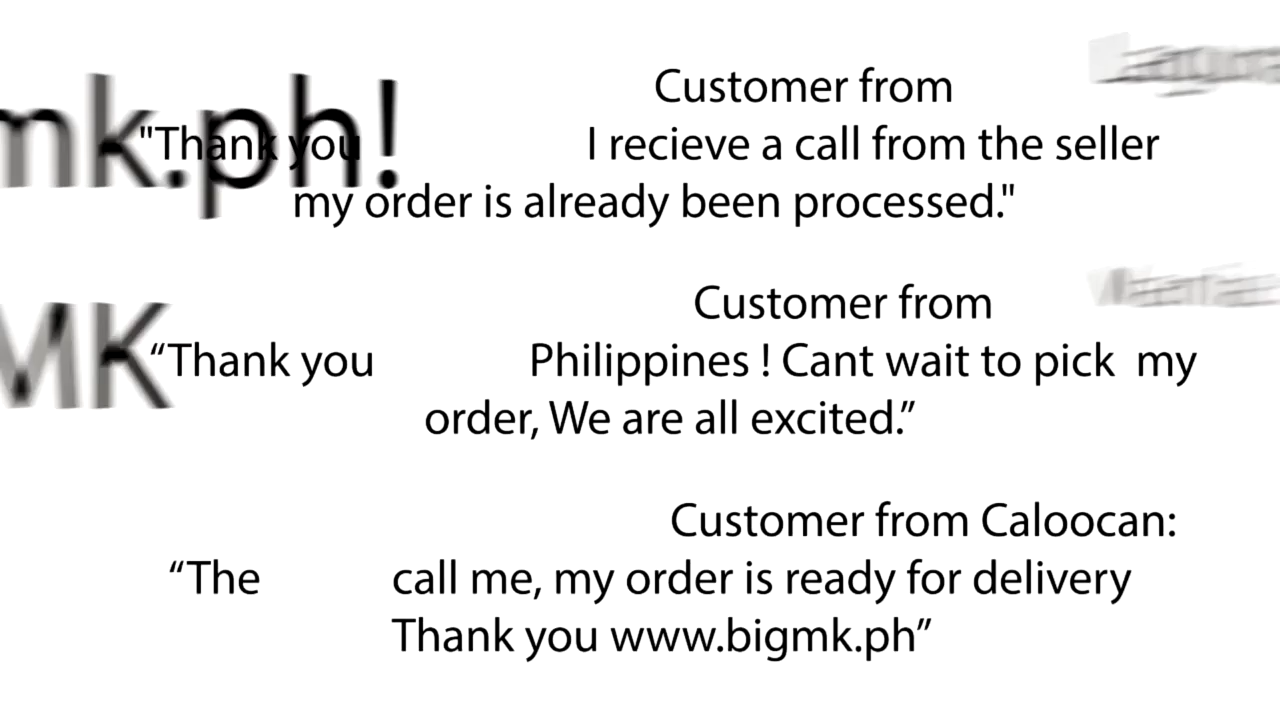 Customer from
"Thank you mk.ph! I recieve a call from the seller
my order is already been processed."
Customer from
MK “Thank you Philippines ! Cant wait to pick my
order, We are all excited.”
Customer from Caloocan:
“The call me, my order is ready for delivery
Thank you www.bigmk.ph”